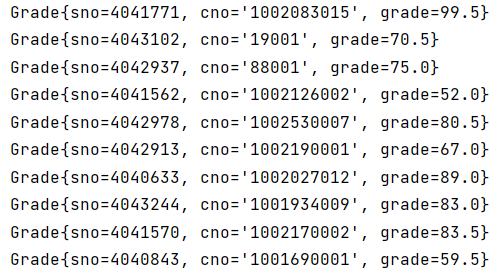 Grade{sno=4041771, cno='1002083015', grade=99.5}
Grade{sno=4043102, cno='19001', grade=70.5}
Grade{sno=4042937, cno='88001', grade=75.0}
Grade{sno=4041562, cno='1002126002', grade=52.0}
Grade{sno=4042978, cno='1002530007', grade=80.5}
Grade{sno=4042913, cno='1002190001', grade=67.0}
Grade{sno=4040633, cno='1002027012', grade=89.0}
Grade{sno=4043244, cno='1001934009', grade=83.0}
Grade{sno=4041570, cno='1002170002', grade=83.5}
Grade{sno=4040843, cno='1001690001', grade=59.5}